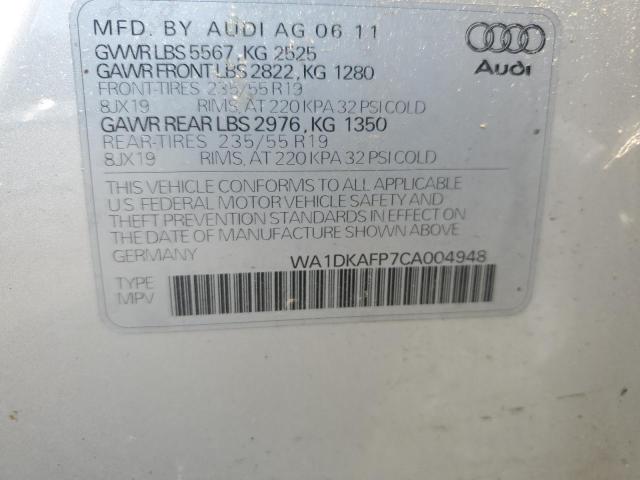 MFD. BY AUDI AG 06 11
GVWR LBS 5567, KG 2525
GAWR FRONT LBS 2822, KG 1280
FRONT-TIRES 235/55 R19
8JX19 RIMS, AT 220 KPA 32 PSI COLD
GAWR REAR LBS 2976, KG 1350
REAR-TIRES 235/55 R19
8JX19 RIMS, AT 220 KPA 32 PSI COLD
Audi
THIS VEHICLE CONFORMS TO ALL APPLICABLE
U.S. FEDERAL MOTOR VEHICLE SAFETY AND
THEFT PREVENTION STANDARDS IN EFFECT ON
THE DATE OF MANUFACTURE SHOWN ABOVE.
GERMANY WA1DKAFP7CA004948
TYPE
MPV